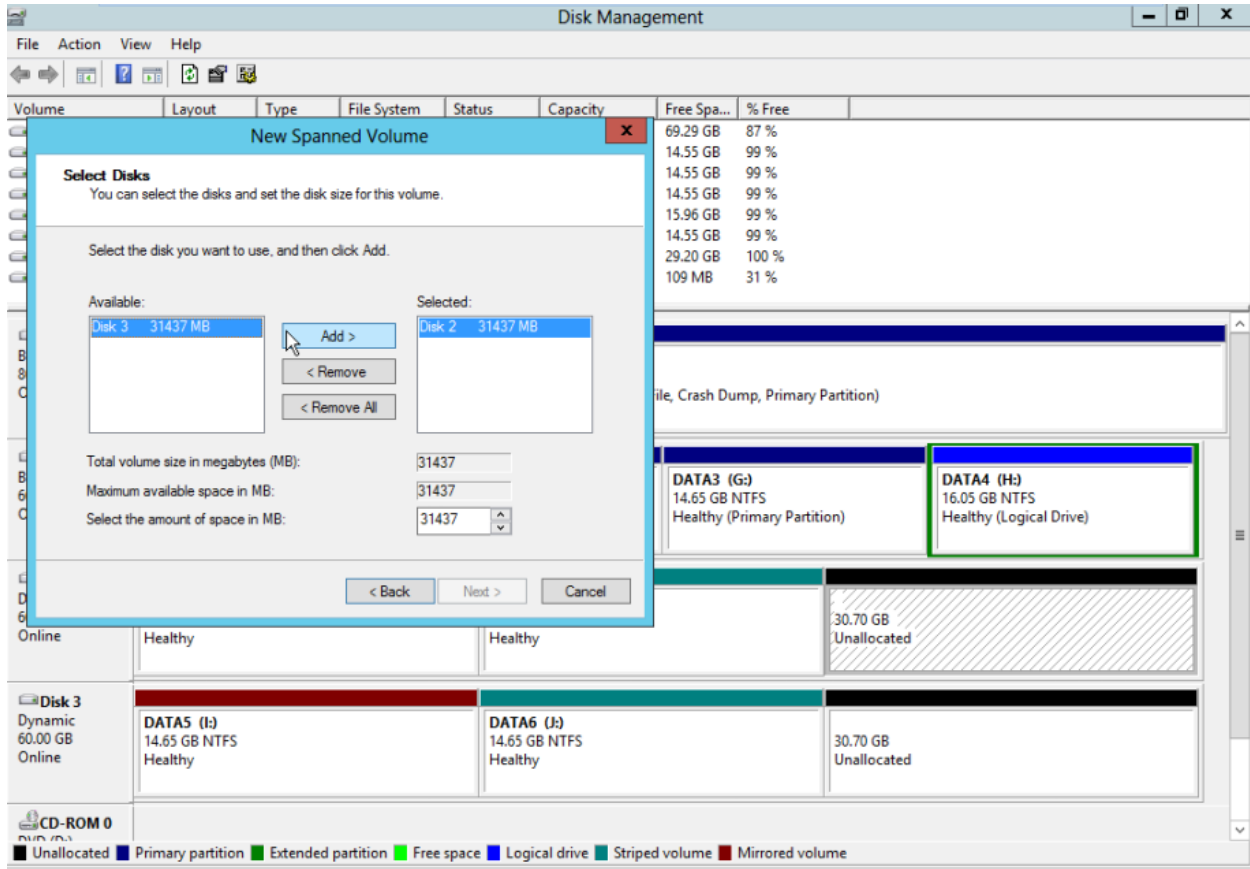 Disk Management
File Action View Help
Volume Layout Type File System Status Capacity Free Spa... % Free
69.29 GB 87 %
14.55 GB 99 %
14.55 GB 99 %
14.55 GB 99 %
15.96 GB 99 %
14.55 GB 99 %
29.20 GB 100 %
109 MB 31 %
New Spanned Volume
Select Disks
You can select the disks and set the disk size for this volume.
Select the disk you want to use, and then click Add.
Available: Selected:
Disk 3 31437 MB
Add >
Disk 2 31437 MB
< Remove
< Remove All
Total volume size in megabytes (MB): 31437
Maximum available space in MB: 31437
Select the amount of space in MB: 31437
< Back Next > Cancel
ile, Crash Dump, Primary Partition)
DATA3 (G:)
14.65 GB NTFS
Healthy (Primary Partition)
DATA4 (H:)
16.05 GB NTFS
Healthy (Logical Drive)
Online
Healthy
Healthy
30.70 GB
Unallocated
Disk 3
Dynamic
60.00 GB
Online
DATA5 (I:)
14.65 GB NTFS
Healthy
DATA6 (J:)
14.65 GB NTFS
Healthy
30.70 GB
Unallocated
CD-ROM 0
Unallocated Primary partition Extended partition Free space Logical drive Striped volume Mirrored volume